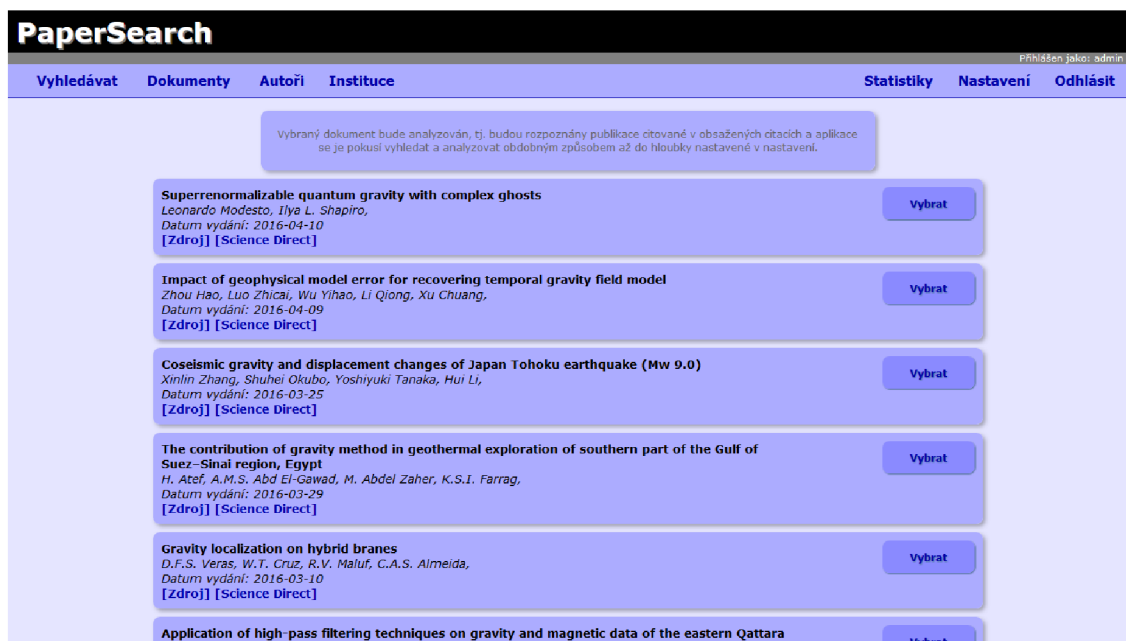 PaperSearch
Přihlášen jako: admin
Vyhledávat Dokumenty Autoři Instituce Statistiky Nastavení Odhlásit
Vybraný dokument bude analyzován, tj. budou rozpoznány publikace citované v obsažených citacích a aplikace
se je pokusí vyhledat a analyzovat obdobným způsobem až do hloubky nastavené v nastavení.
Superrenormalizable quantum gravity with complex ghosts
Leonardo Modesto, Ilya L. Shapiro,
Datum vydání: 2016-04-10
[Zdroj] [Science Direct]
Vybrat
Impact of geophysical model error for recovering temporal gravity field model
Zhou Hao, Luo Zhicai, Wu Yihao, Li Qiong, Xu Chuang,
Datum vydání: 2016-04-09
[Zdroj] [Science Direct]
Vybrat
Coseismic gravity and displacement changes of Japan Tohoku earthquake (Mw 9.0)
Xinlin Zhang, Shuhei Okubo, Yoshiyuki Tanaka, Hui Li,
Datum vydání: 2016-03-25
[Zdroj] [Science Direct]
Vybrat
The contribution of gravity method in geothermal exploration of southern part of the Gulf of
Suez–Sinai region, Egypt
H. Atef, A.M.S. Abd El-Gawad, M. Abdel Zaher, K.S.I. Farrag,
Datum vydání: 2016-03-29
[Zdroj] [Science Direct]
Vybrat
Gravity localization on hybrid branes
D.F.S. Veras, W.T. Cruz, R.V. Maluf, C.A.S. Almeida,
Datum vydání: 2016-03-10
[Zdroj] [Science Direct]
Vybrat
Application of high-pass filtering techniques on gravity and magnetic data of the eastern Qattara
Vybrat